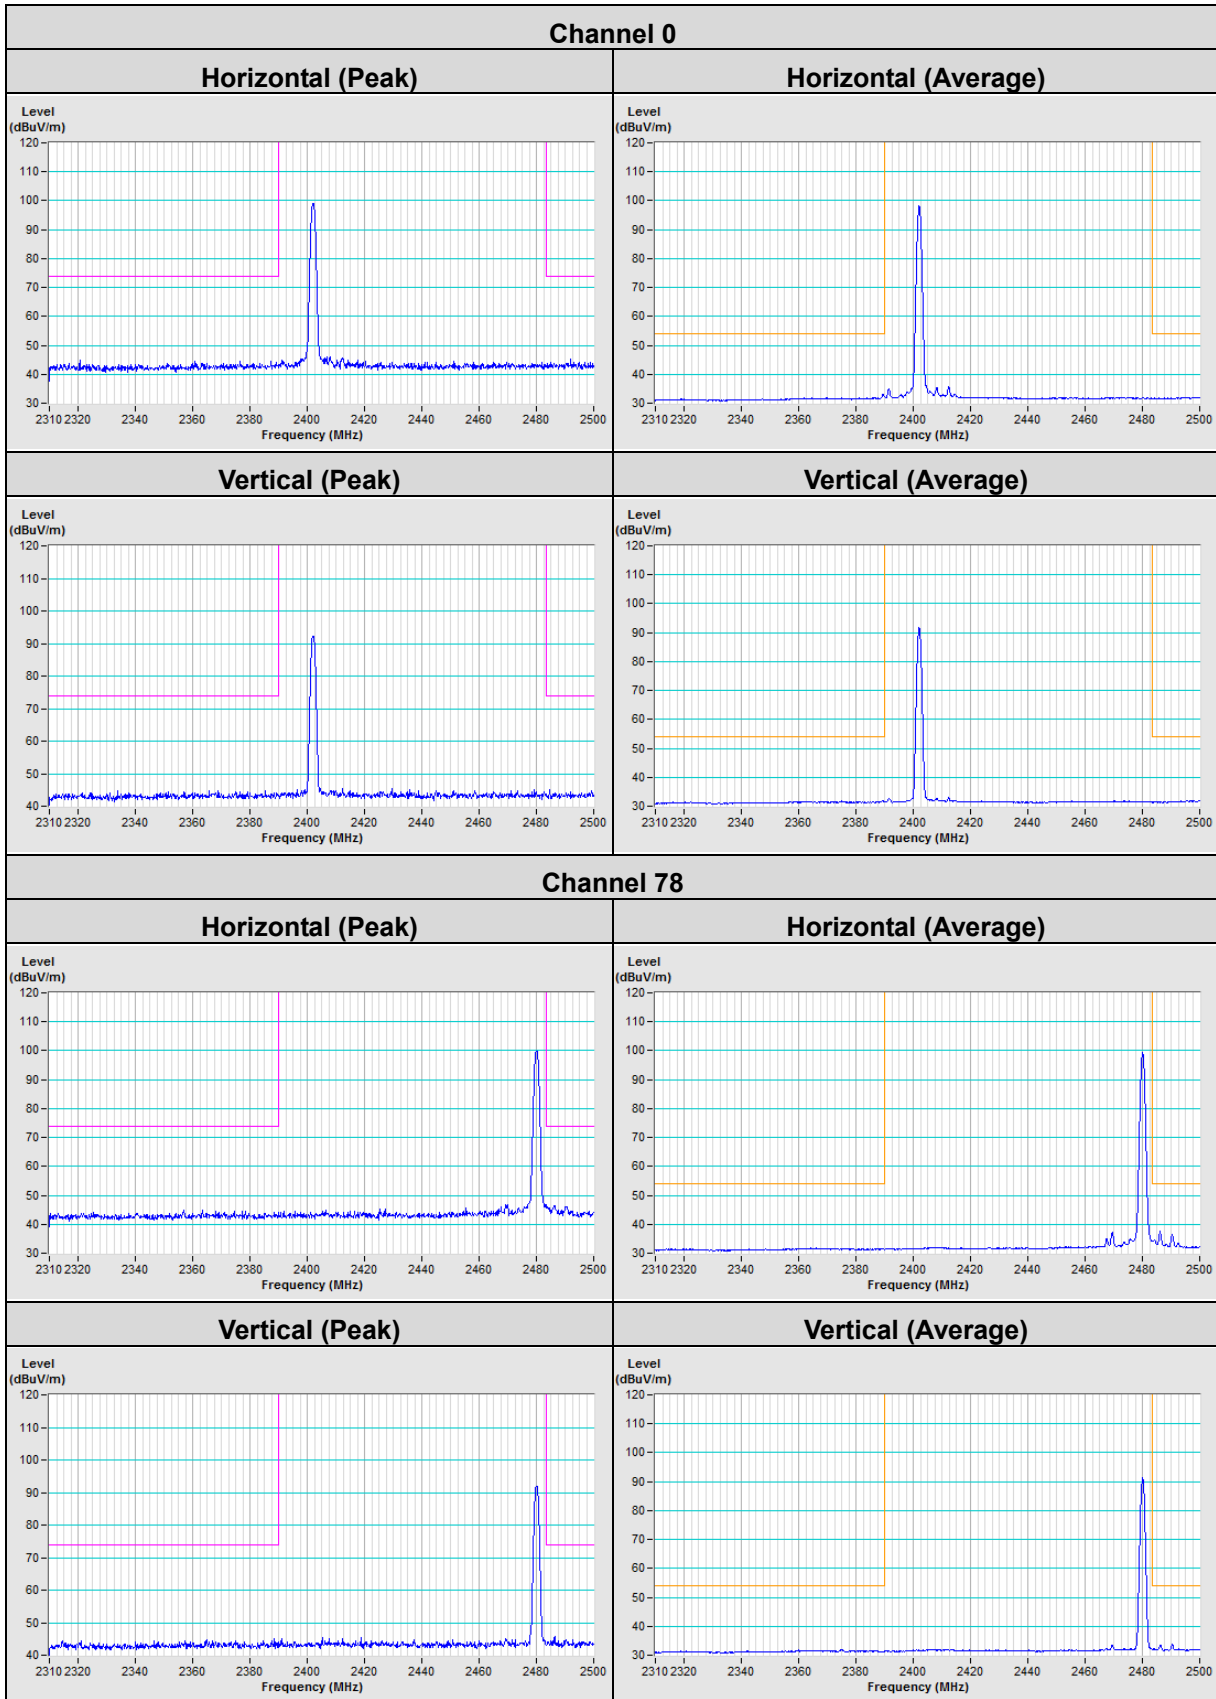 Channel 0
Horizontal (Peak) Horizontal (Average)
Level Level
(dBuV/m) (dBuV/m)
120 120
110 110
100 100
90 90
80 80
70 70
60 60
50 50
40 40
30 30
2310 2320 2340 2360 2380 2400 2420 2440 2460 2480 2500 2310 2320 2340 2360 2380 2400 2420 2440 2460 2480 2500
Frequency (MHz) Frequency (MHz)
Vertical (Peak) Vertical (Average)
Level Level
(dBuV/m) (dBuV/m)
120 120
110 110
100 100
90 90
80 80
70 70
60 60
50 50
40 40
30
2310 2320 2340 2360 2380 2400 2420 2440 2460 2480 2500 2310 2320 2340 2360 2380 2400 2420 2440 2460 2480 2500
Frequency (MHz) Frequency (MHz)
Channel 78
Horizontal (Peak) Horizontal (Average)
Level Level
(dBuV/m) (dBuV/m)
120 120
110 110
100 100
90 90
80 80
70 70
60 60
50 50
40 40
30 30
2310 2320 2340 2360 2380 2400 2420 2440 2460 2480 2500 2310 2320 2340 2360 2380 2400 2420 2440 2460 2480 2500
Frequency (MHz) Frequency (MHz)
Vertical (Peak) Vertical (Average)
Level Level
(dBuV/m) (dBuV/m)
120 120
110 110
100 100
90 90
80 80
70 70
60 60
50 50
40 40
30
2310 2320 2340 2360 2380 2400 2420 2440 2460 2480 2500 2310 2320 2340 2360 2380 2400 2420 2440 2460 2480 2500
Frequency (MHz) Frequency (MHz)